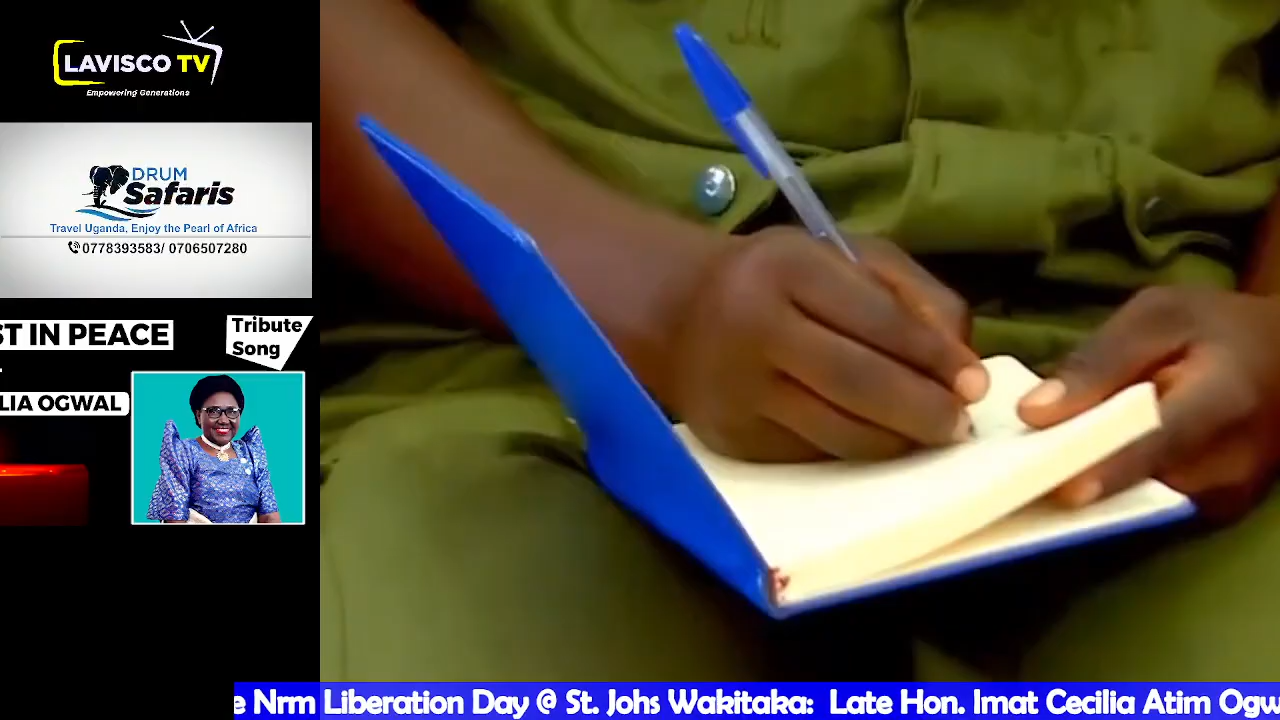 LAVISCO TV
Empowering Generations
DRUM
Safaris
Travel Uganda, Enjoy the Pearl of Africa
0778393583/ 0706507280
ST IN PEACE
Tribute
Song
LIA OGWAL
e Nrm Liberation Day @ St. Johs Wakitaka: Late Hon. Imat Cecilia Atim Ogw